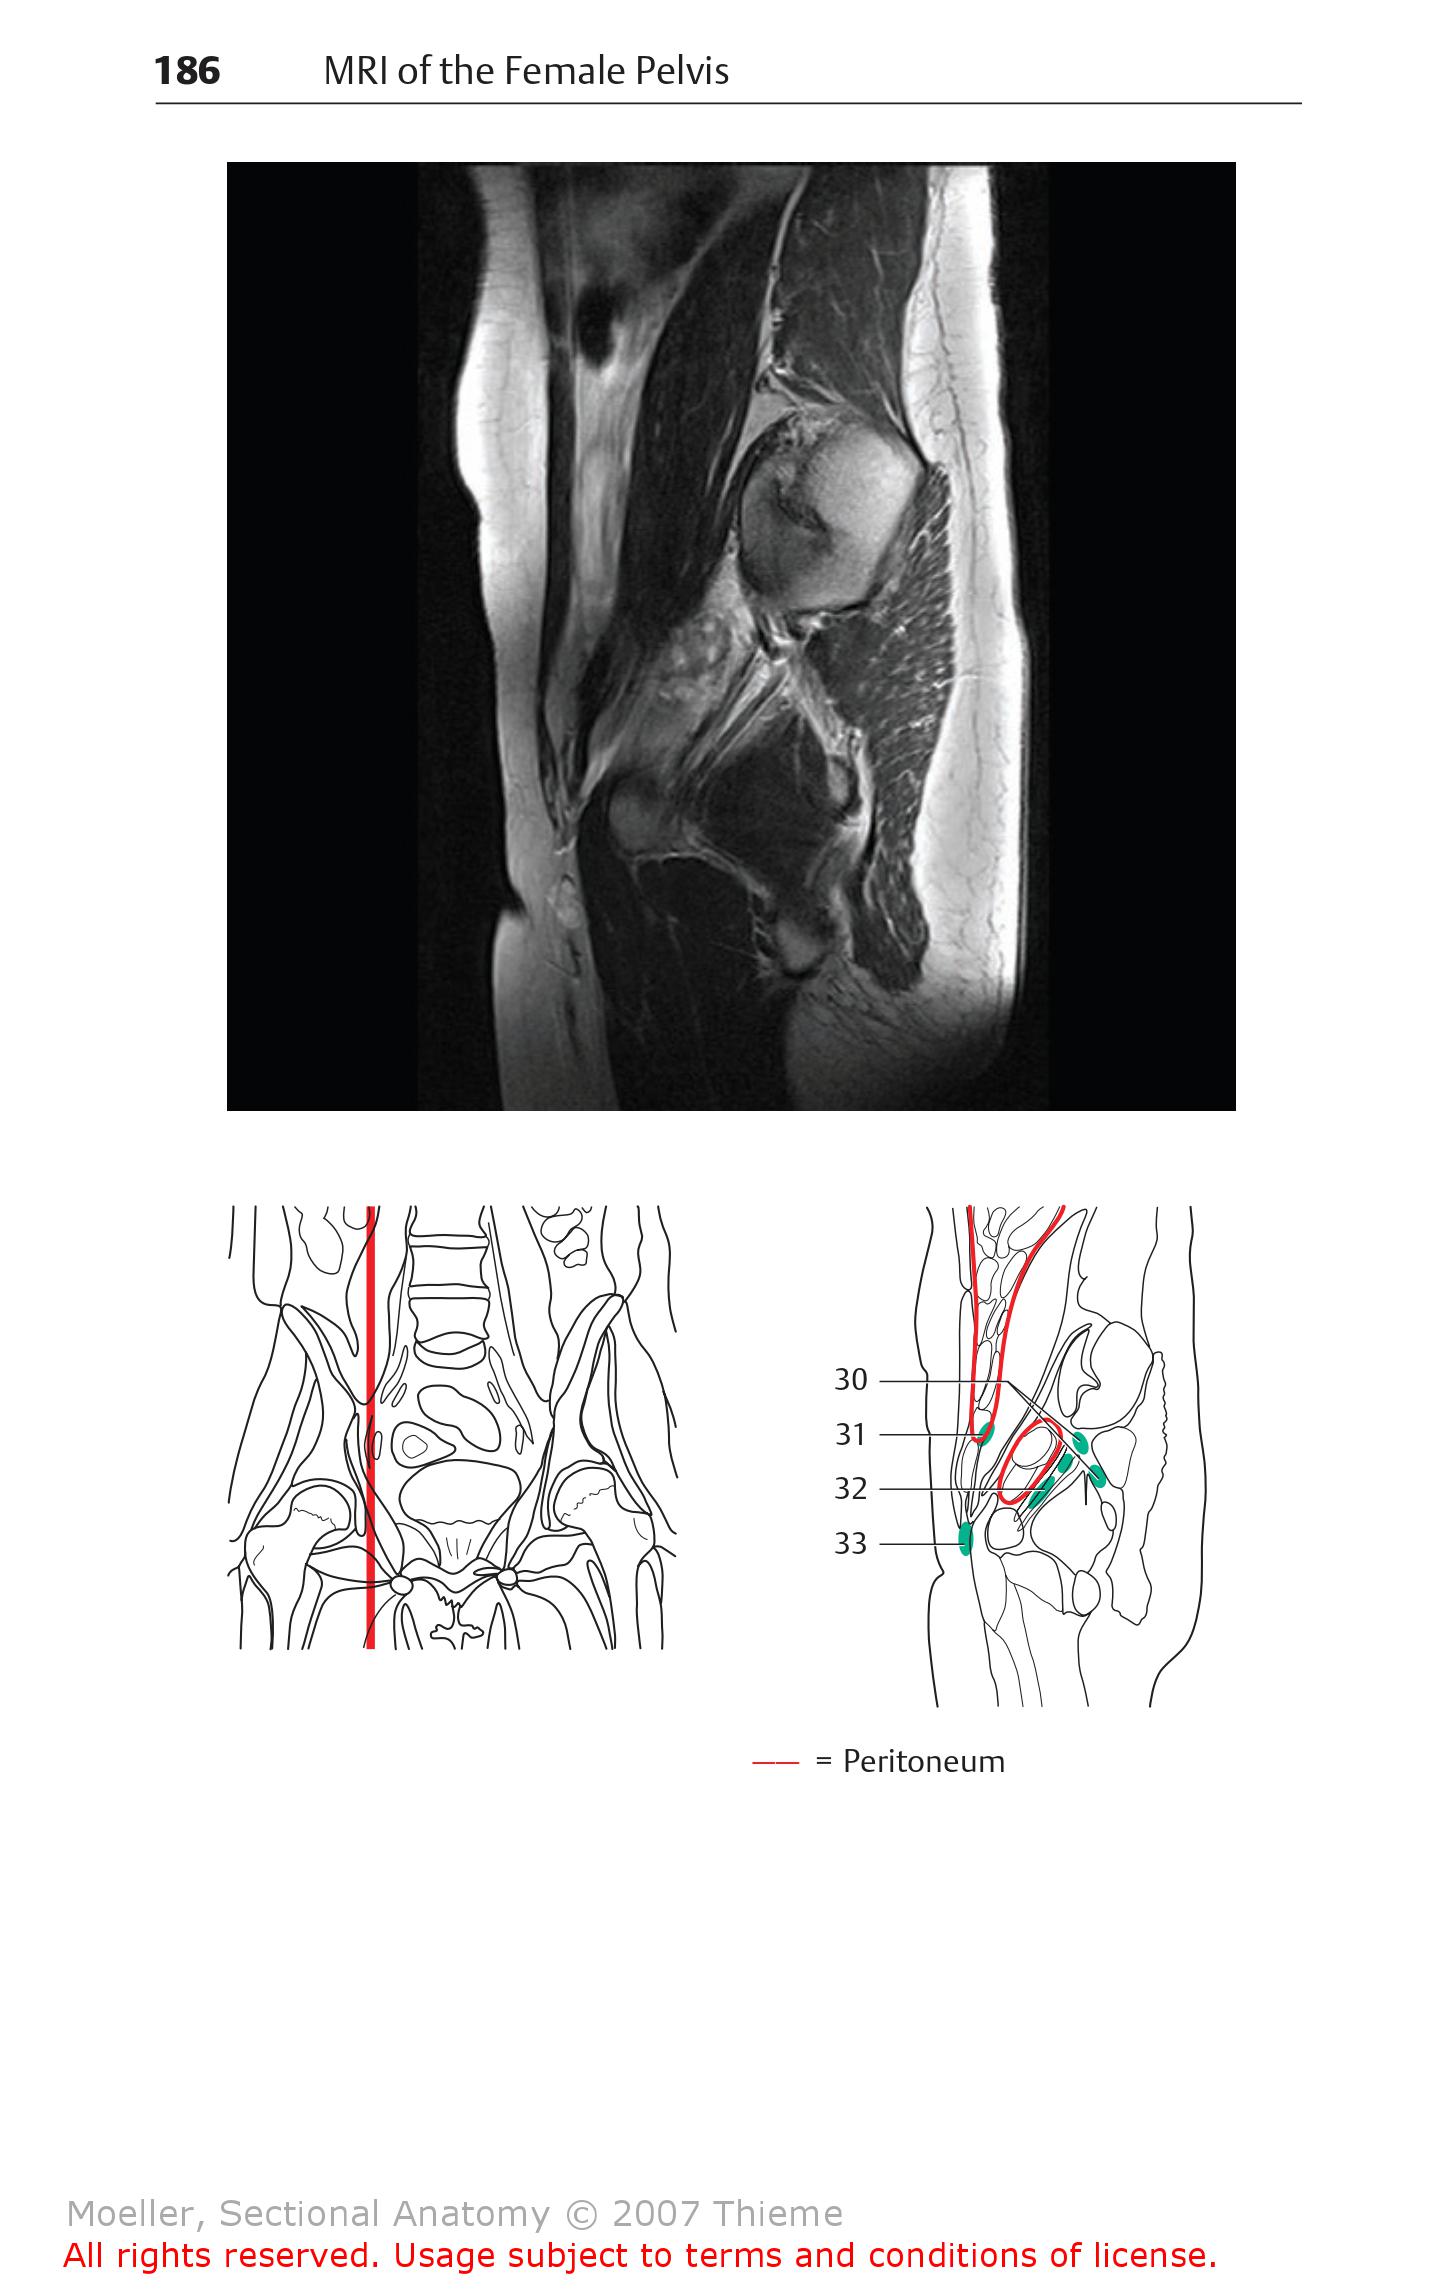 186 MRI of the Female Pelvis
30
31
32
33
—— = Peritoneum
Moeller, Sectional Anatomy © 2007 Thieme
All rights reserved. Usage subject to terms and conditions of license.